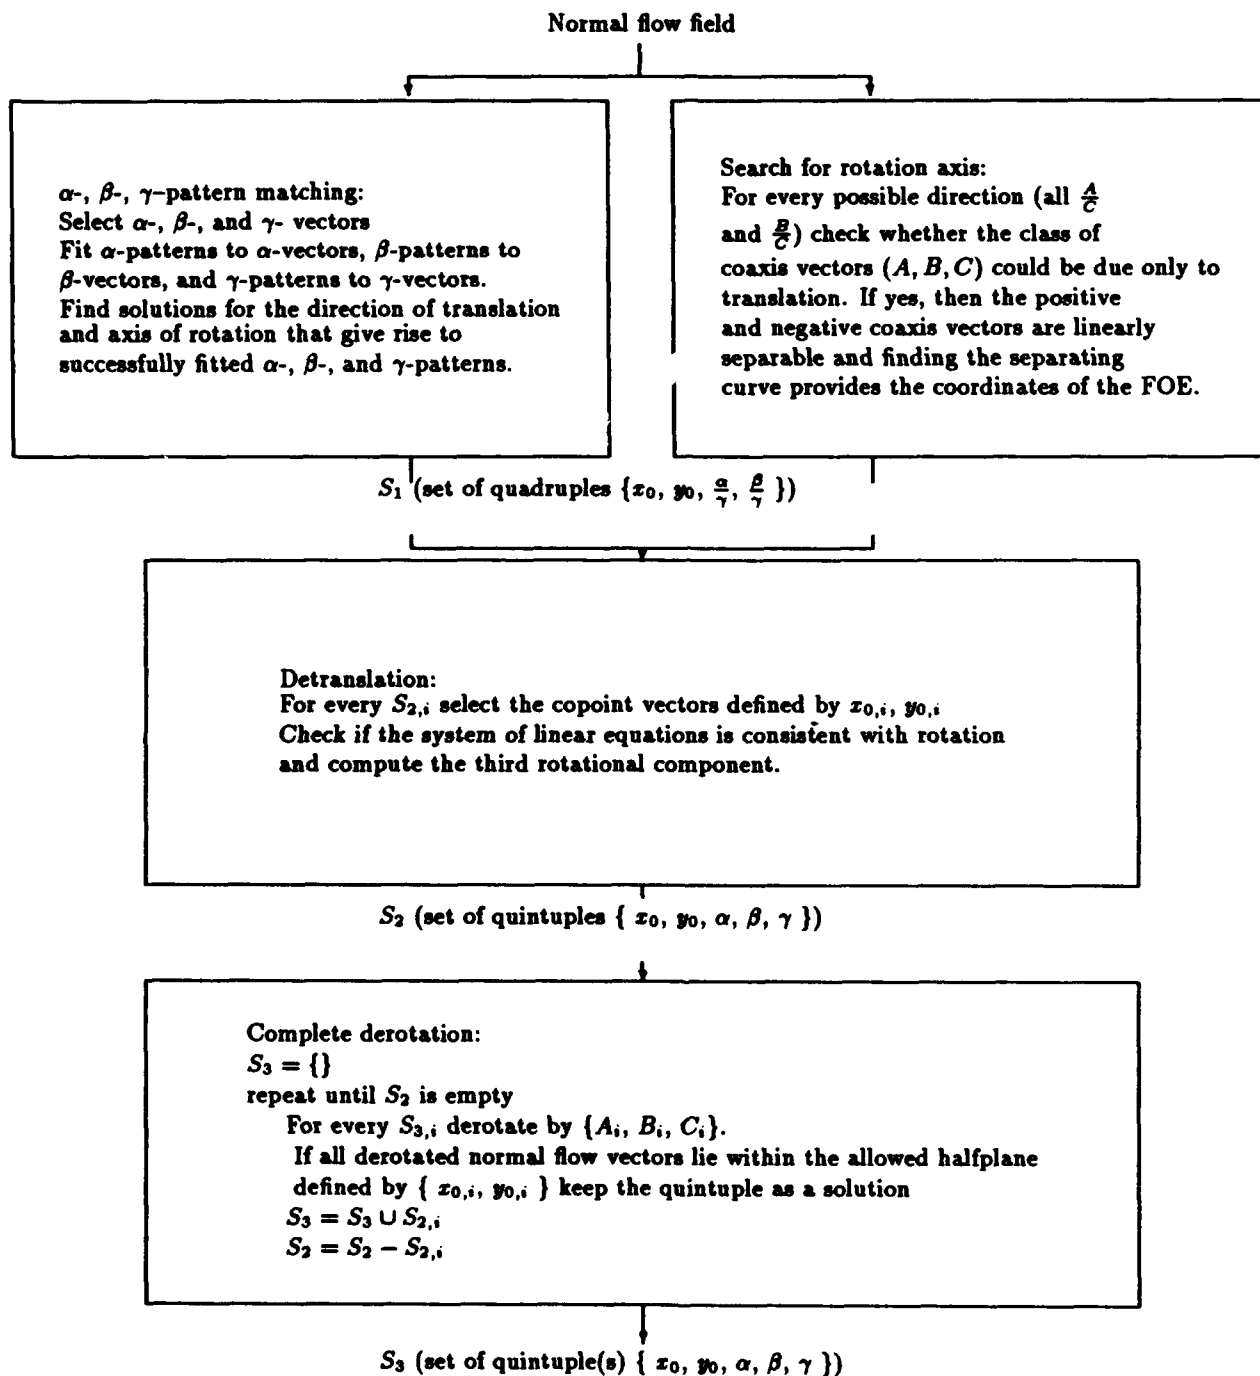 Normal flow field
α-, β-, γ-pattern matching:
Select α-, β-, and γ- vectors
Fit α-patterns to α-vectors, β-patterns to
β-vectors, and γ-patterns to γ-vectors.
Find solutions for the direction of translation
and axis of rotation that give rise to
successfully fitted α-, β-, and γ-patterns.
Search for rotation axis:
For every possible direction (all A/C
and B/C) check whether the class of
coaxis vectors (A, B, C) could be due only to
translation. If yes, then the positive
and negative coaxis vectors are linearly
separable and finding the separating
curve provides the coordinates of the FOE.
S₁ (set of quadruples {x₀, y₀, α/γ, β/γ })
Detranslation:
For every S₂,ᵢ select the copoint vectors defined by x₀,ᵢ, y₀,ᵢ
Check if the system of linear equations is consistent with rotation
and compute the third rotational component.
S₂ (set of quintuples { x₀, y₀, α, β, γ })
Complete derotation:
S₃ = {}
repeat until S₂ is empty
For every S₃,ᵢ derotate by {Aᵢ, Bᵢ, Cᵢ}.
If all derotated normal flow vectors lie within the allowed halfplane
defined by { x₀,ᵢ, y₀,ᵢ } keep the quintuple as a solution
S₃ = S₃ ∪ S₂,ᵢ
S₂ = S₂ − S₂,ᵢ
S₃ (set of quintuple(s) { x₀, y₀, α, β, γ })